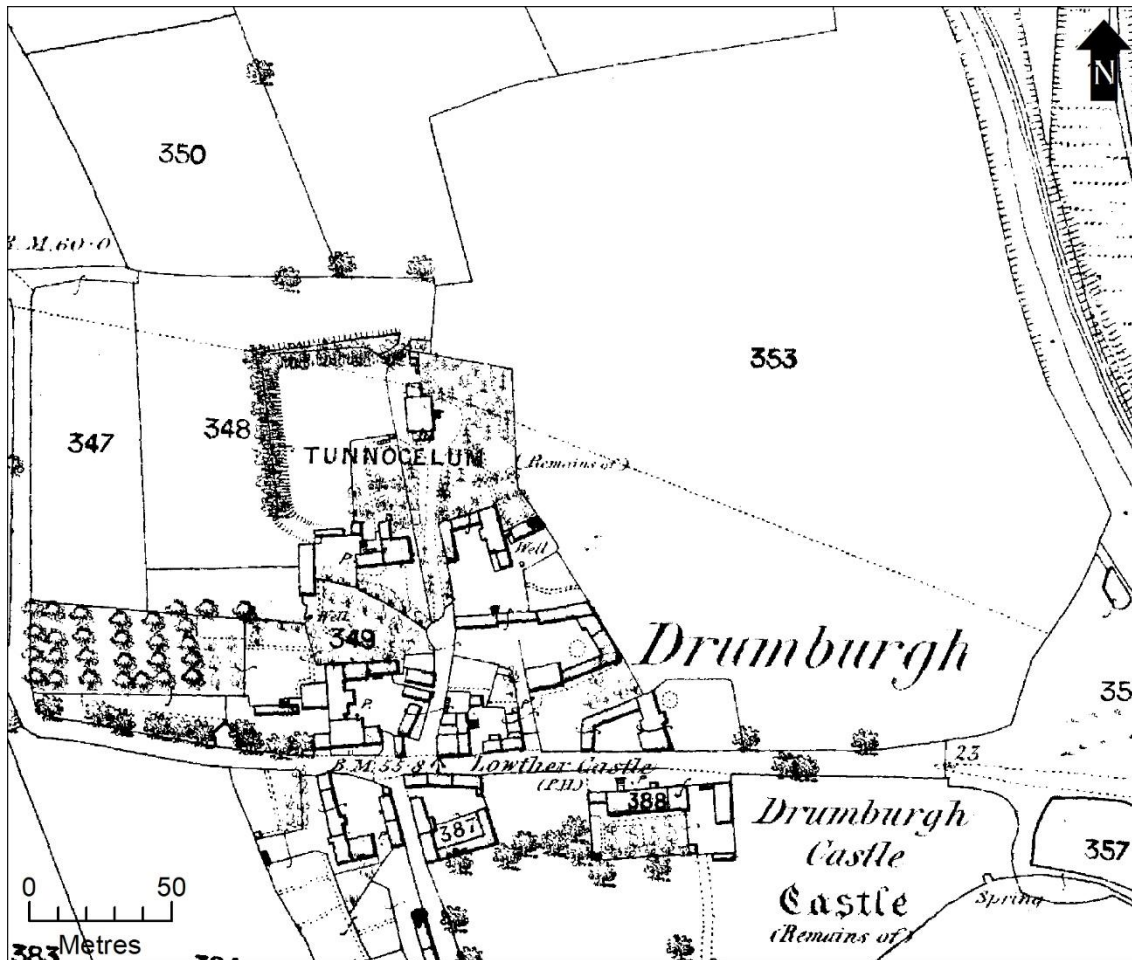 N
350
B.M.60·0
353
348
347
TUNNOCELUM (Remains of)
P.
Well
Well
349
Drumburgh
P.
B.M.55·8
Lowther Castle
(P.H.)
P
23
388
387
Drumburgh
Castle
Castle
(Remains of)
357
Spring
0 50
Metres
383